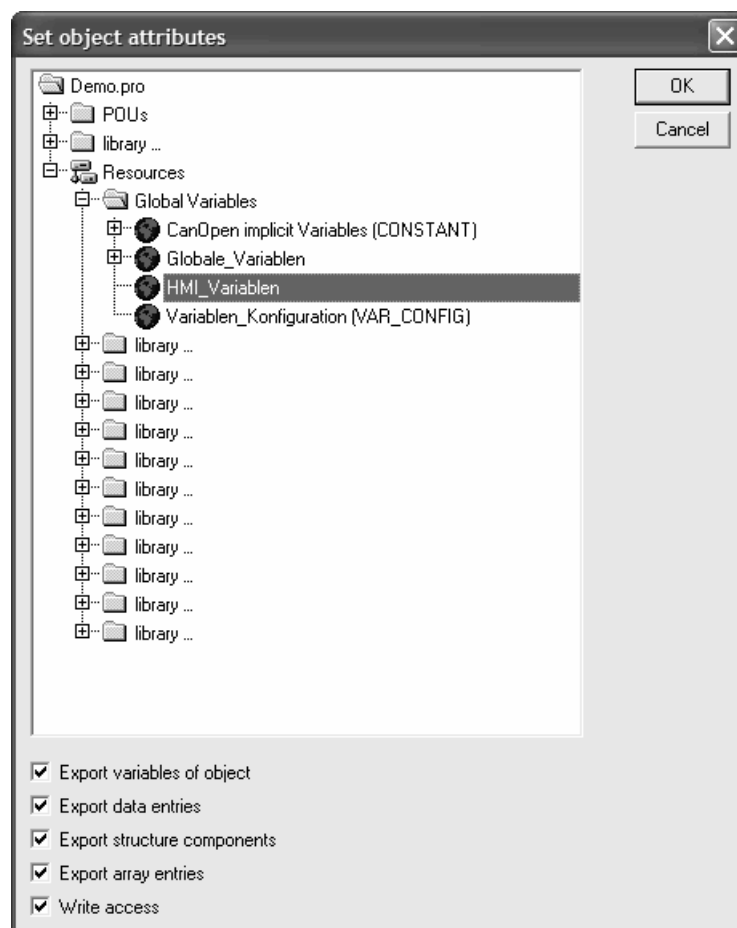 Set object attributes
Demo.pro
POUs
library ...
Resources
Global Variables
CanOpen implicit Variables (CONSTANT)
Globale_Variablen
HMI_Variablen
Variablen_Konfiguration (VAR_CONFIG)
library ...
library ...
library ...
library ...
library ...
library ...
library ...
library ...
library ...
library ...
library ...
OK
Cancel
Export variables of object
Export data entries
Export structure components
Export array entries
Write access